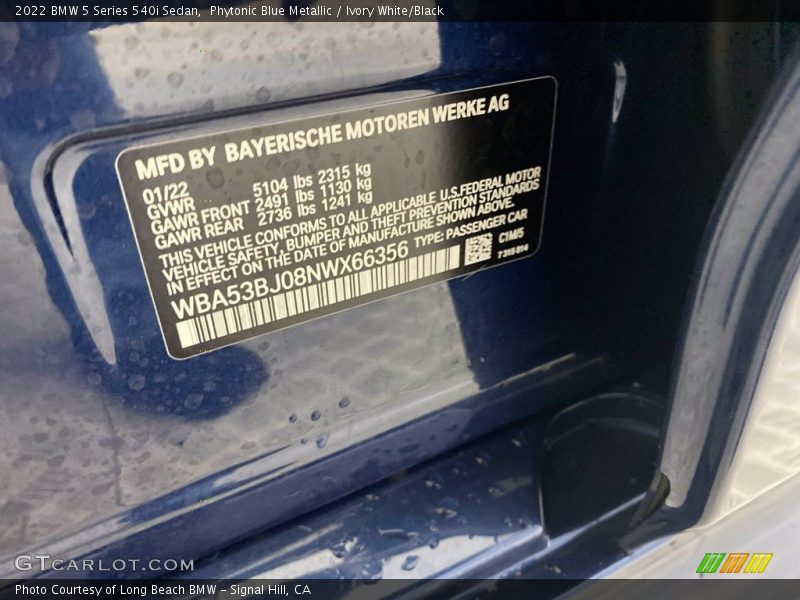 2022 BMW 5 Series 540i Sedan, Phytonic Blue Metallic / Ivory White/Black
MFD BY BAYERISCHE MOTOREN WERKE AG
01/22
GVWR 5104 lbs 2315 kg
GAWR FRONT 2491 lbs 1130 kg
GAWR REAR 2736 lbs 1241 kg
THIS VEHICLE CONFORMS TO ALL APPLICABLE U.S.FEDERAL MOTOR
VEHICLE SAFETY, BUMPER AND THEFT PREVENTION STANDARDS
IN EFFECT ON THE DATE OF MANUFACTURE SHOWN ABOVE.
WBA53BJ08NWX66356 TYPE: PASSENGER CAR
C1M/5
7315 814
GTCARLOT.COM
Photo Courtesy of Long Beach BMW - Signal Hill, CA